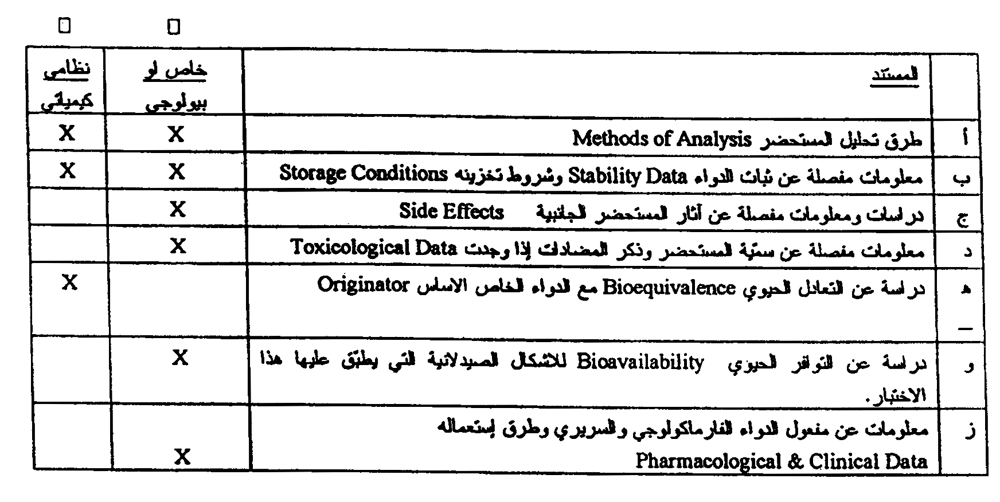 المستند خاص او نظامي
بيولوجي كيميائي
أ طرق تحليل المستحضر Methods of Analysis X X
ب معلومات مفصلة عن ثبات الدواء Stability Data وشروط تخزينه Storage Conditions X X
ج دراسات ومعلومات مفصلة عن آثار المستحضر الجانبية Side Effects X
د معلومات مفصلة عن سميّة المستحضر وذكر المضادات إذا وجدت Toxicological Data X
هـ دراسة عن التعادل الحيوي Bioequivalence مع الدواء الخاص الاساس Originator X
و دراسة عن التوافر الحيوي Bioavailability للاشكال الصيدلانية التي يطبّق عليها هذا X
الاختبار.
ز معلومات عن مفعول الدواء الفارماكولوجي والسريري وطرق إستعماله
Pharmacological & Clinical Data X